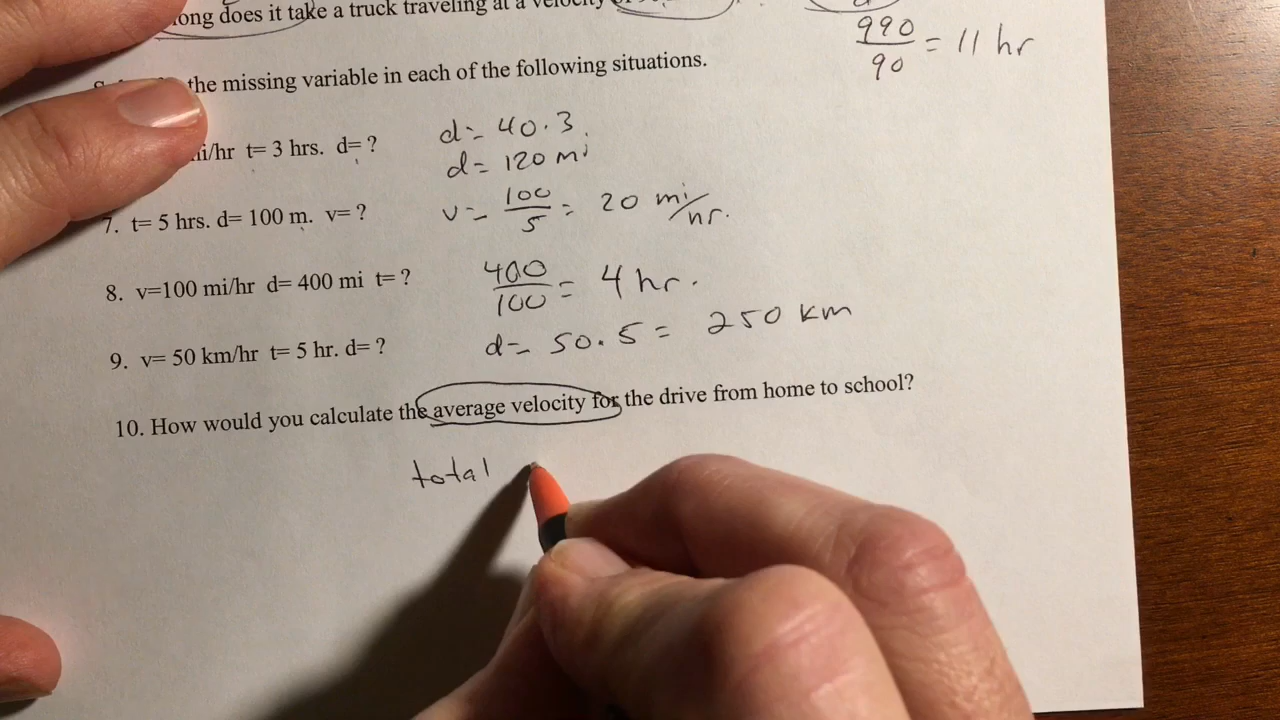 long does it take a truck traveling at a velocity
990
90 = 11 hr
the missing variable in each of the following situations.
mi/hr t= 3 hrs. d= ? d= 40.3
d= 120 mi
7. t= 5 hrs. d= 100 m. v= ? v= 100/5 = 20 mi/hr.
8. v=100 mi/hr d= 400 mi t= ? 400/100 = 4 hr.
9. v= 50 km/hr t= 5 hr. d= ? d= 50.5 = 250 km
10. How would you calculate the average velocity for the drive from home to school?
total